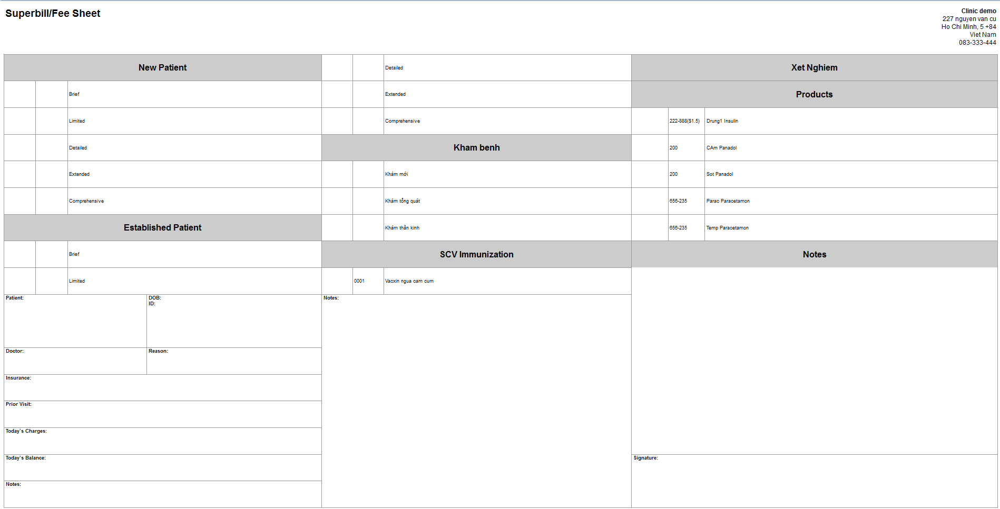 Superbill/Fee Sheet
Clinic demo
227 nguyen van cu
Ho Chi Minh, 5 +84
Viet Nam
083-333-444
New Patient
Brief
Limited
Detailed
Extended
Comprehensive
Established Patient
Brief
Limited
Detailed
Extended
Comprehensive
Kham benh
Khám mới
Khám tổng quát
Khám thần kinh
SCV Immunization
0001 Vacxin ngua cam cum
Xet Nghiem
Products
222-888($1.5) Drung1 Insulin
200 CAm Panadol
200 Sot Panadol
656-235 Parac Paracetamon
656-235 Temp Paracetamon
Notes
Patient:
DOB:
ID:
Doctor:
Reason:
Insurance:
Prior Visit:
Today`s Charges:
Today`s Balance:
Notes:
Notes:
Signature: